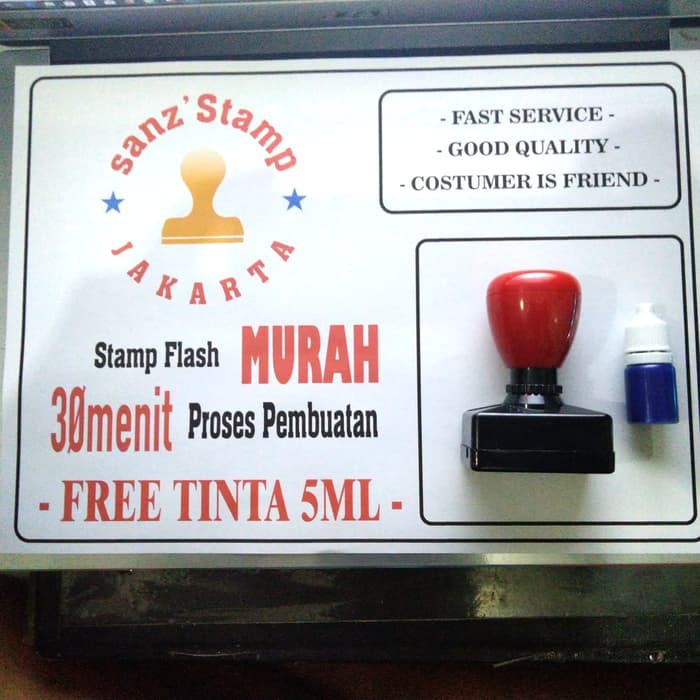 sanz'Stamp
JAKARTA
- FAST SERVICE -
- GOOD QUALITY -
- COSTUMER IS FRIEND -
Stamp Flash MURAH
30menit Proses Pembuatan
- FREE TINTA 5ML -